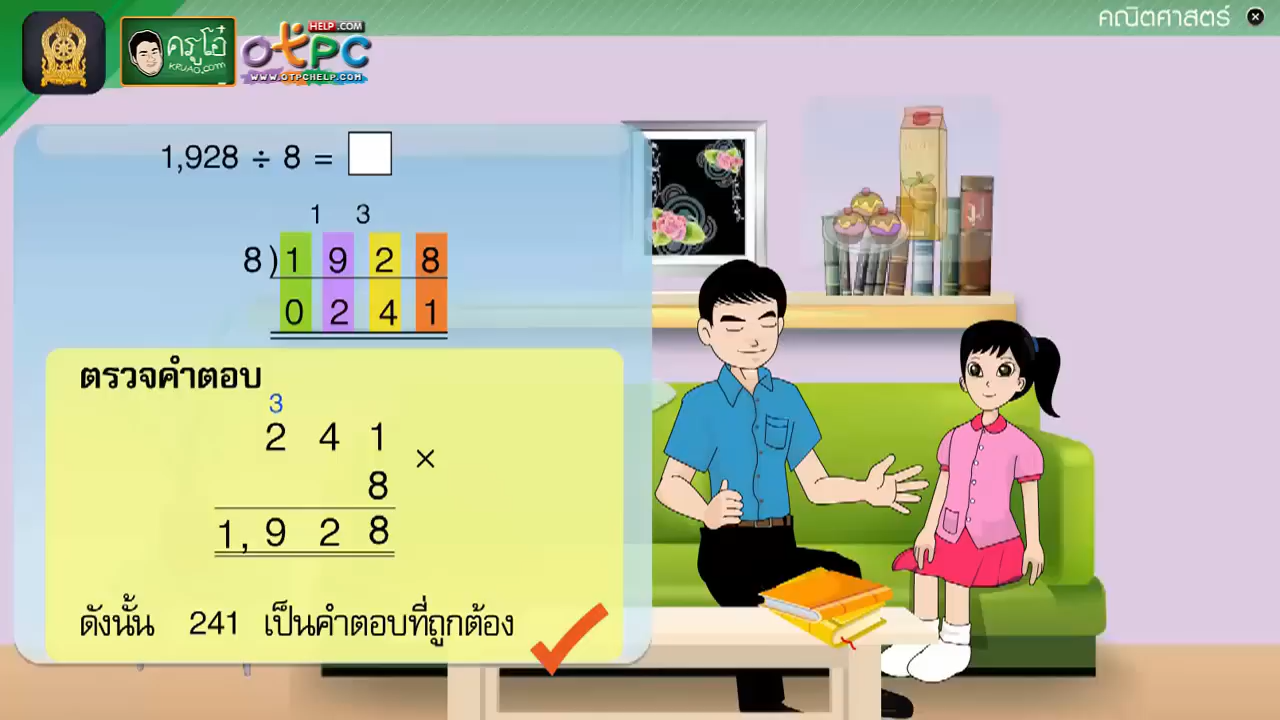 คณิตศาสตร์
ครูโอ๋
KRUAO.com
HELP.COM
OTPC
WWW.OTPCHELP.COM
1,928 ÷ 8 =
1 3
8)1 9 2 8
0 2 4 1
ตรวจคำตอบ
3
2 4 1
×
8
1,9 2 8
ดังนั้น 241 เป็นคำตอบที่ถูกต้อง